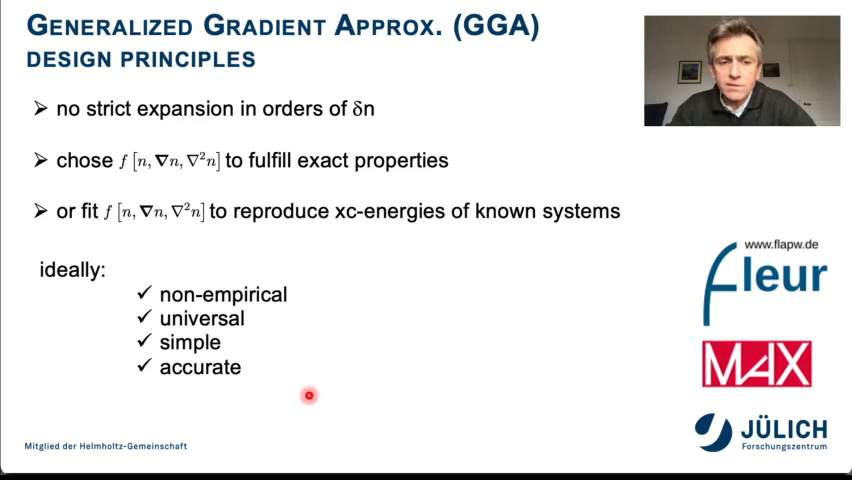 GENERALIZED GRADIENT APPROX. (GGA)
DESIGN PRINCIPLES
➢ no strict expansion in orders of δn
➢ chose f [n, ∇n, ∇²n] to fulfill exact properties
➢ or fit f [n, ∇n, ∇²n] to reproduce xc-energies of known systems
ideally:
✓ non-empirical
✓ universal
✓ simple
✓ accurate
www.flapw.de
fleur
MAX
JÜLICH
Forschungszentrum
Mitglied der Helmholtz-Gemeinschaft